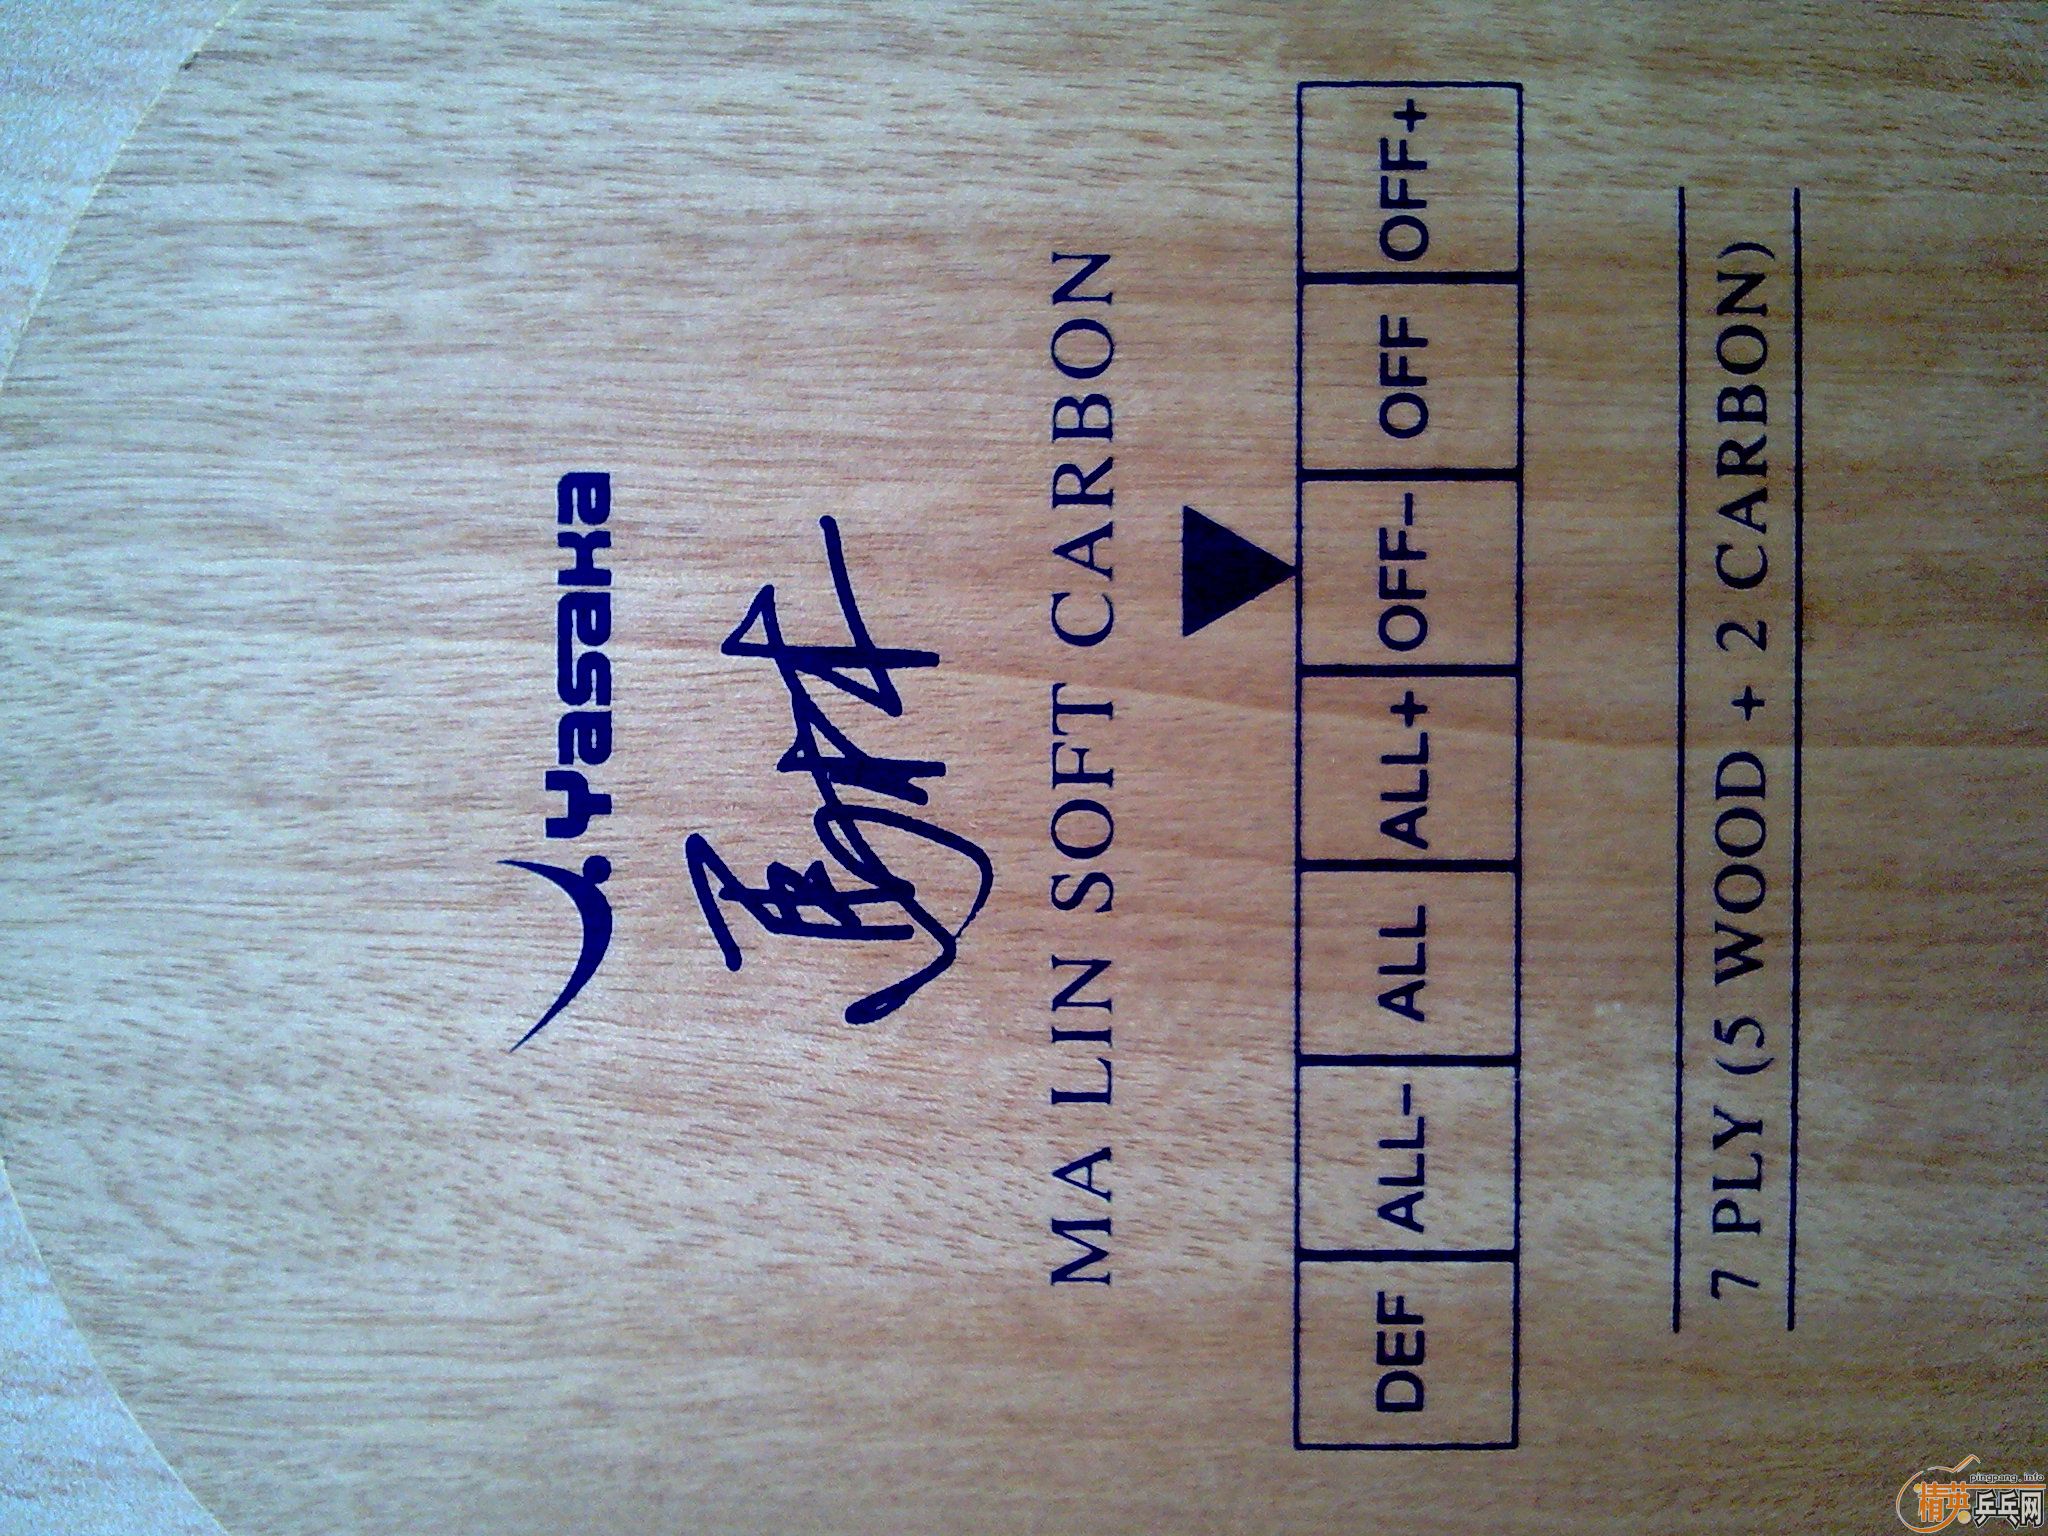 Yasaka
马林
MA LIN SOFT CARBON
DEF ALL− ALL ALL+ OFF− OFF OFF+
7 PLY (5 WOOD + 2 CARBON)
pingpang.info
精英乒乓网